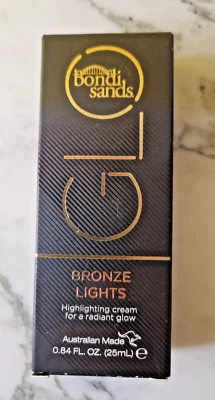 bondi
sands
GLO
BRONZE
LIGHTS
Highlighting cream
for a radiant glow
Australian Made
0.84 FL. OZ. (25mL) ℮